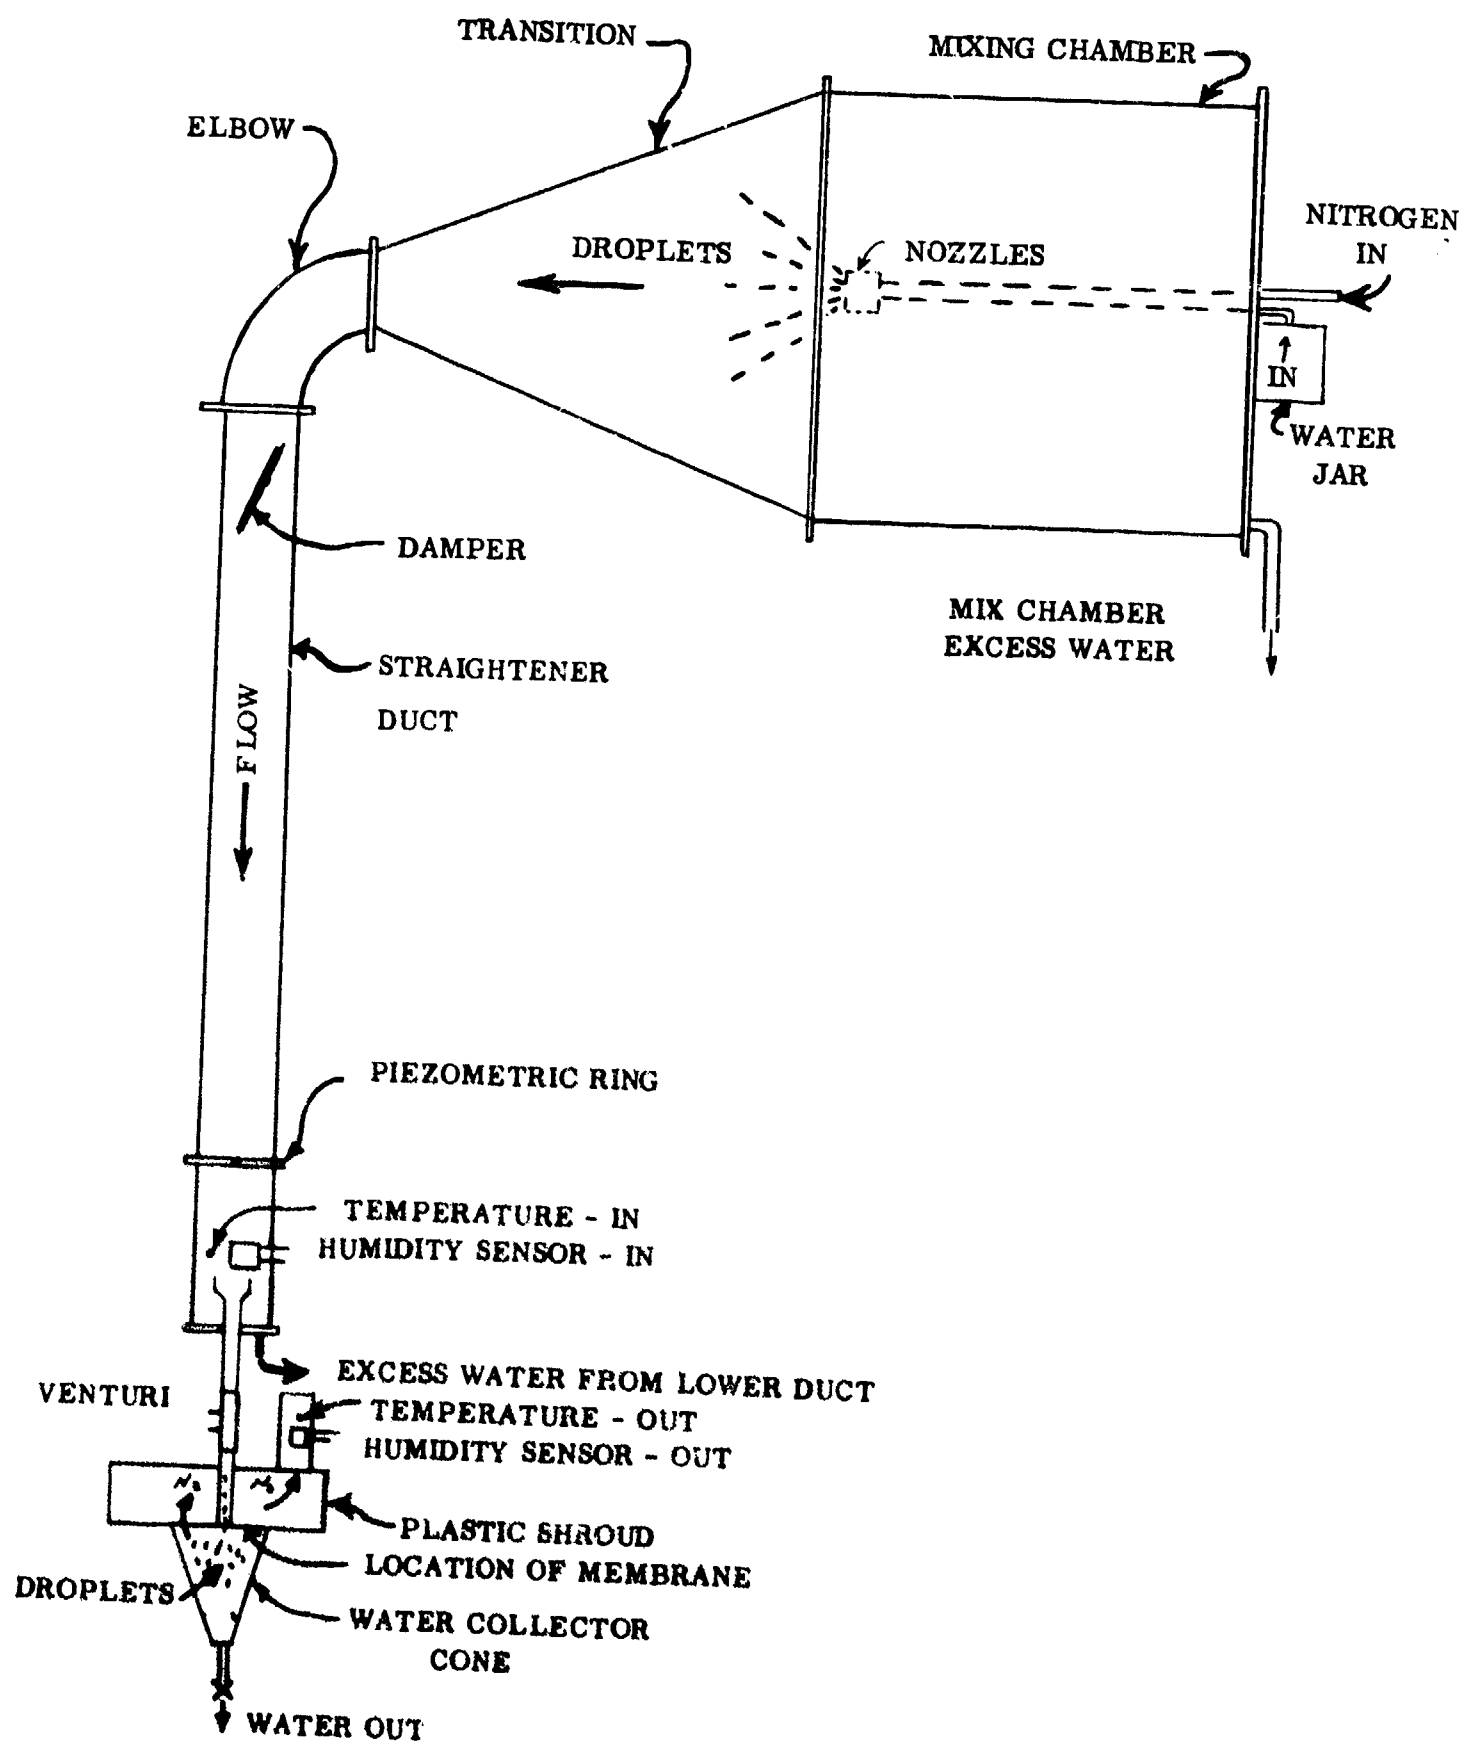 TRANSITION
MIXING CHAMBER
ELBOW
NITROGEN
IN
DROPLETS
NOZZLES
IN
WATER
JAR
DAMPER
MIX CHAMBER
EXCESS WATER
STRAIGHTENER
DUCT
FLOW
PIEZOMETRIC RING
TEMPERATURE - IN
HUMIDITY SENSOR - IN
EXCESS WATER FROM LOWER DUCT
VENTURI
TEMPERATURE - OUT
HUMIDITY SENSOR - OUT
N₂
N₂
PLASTIC SHROUD
LOCATION OF MEMBRANE
DROPLETS
WATER COLLECTOR
CONE
WATER OUT